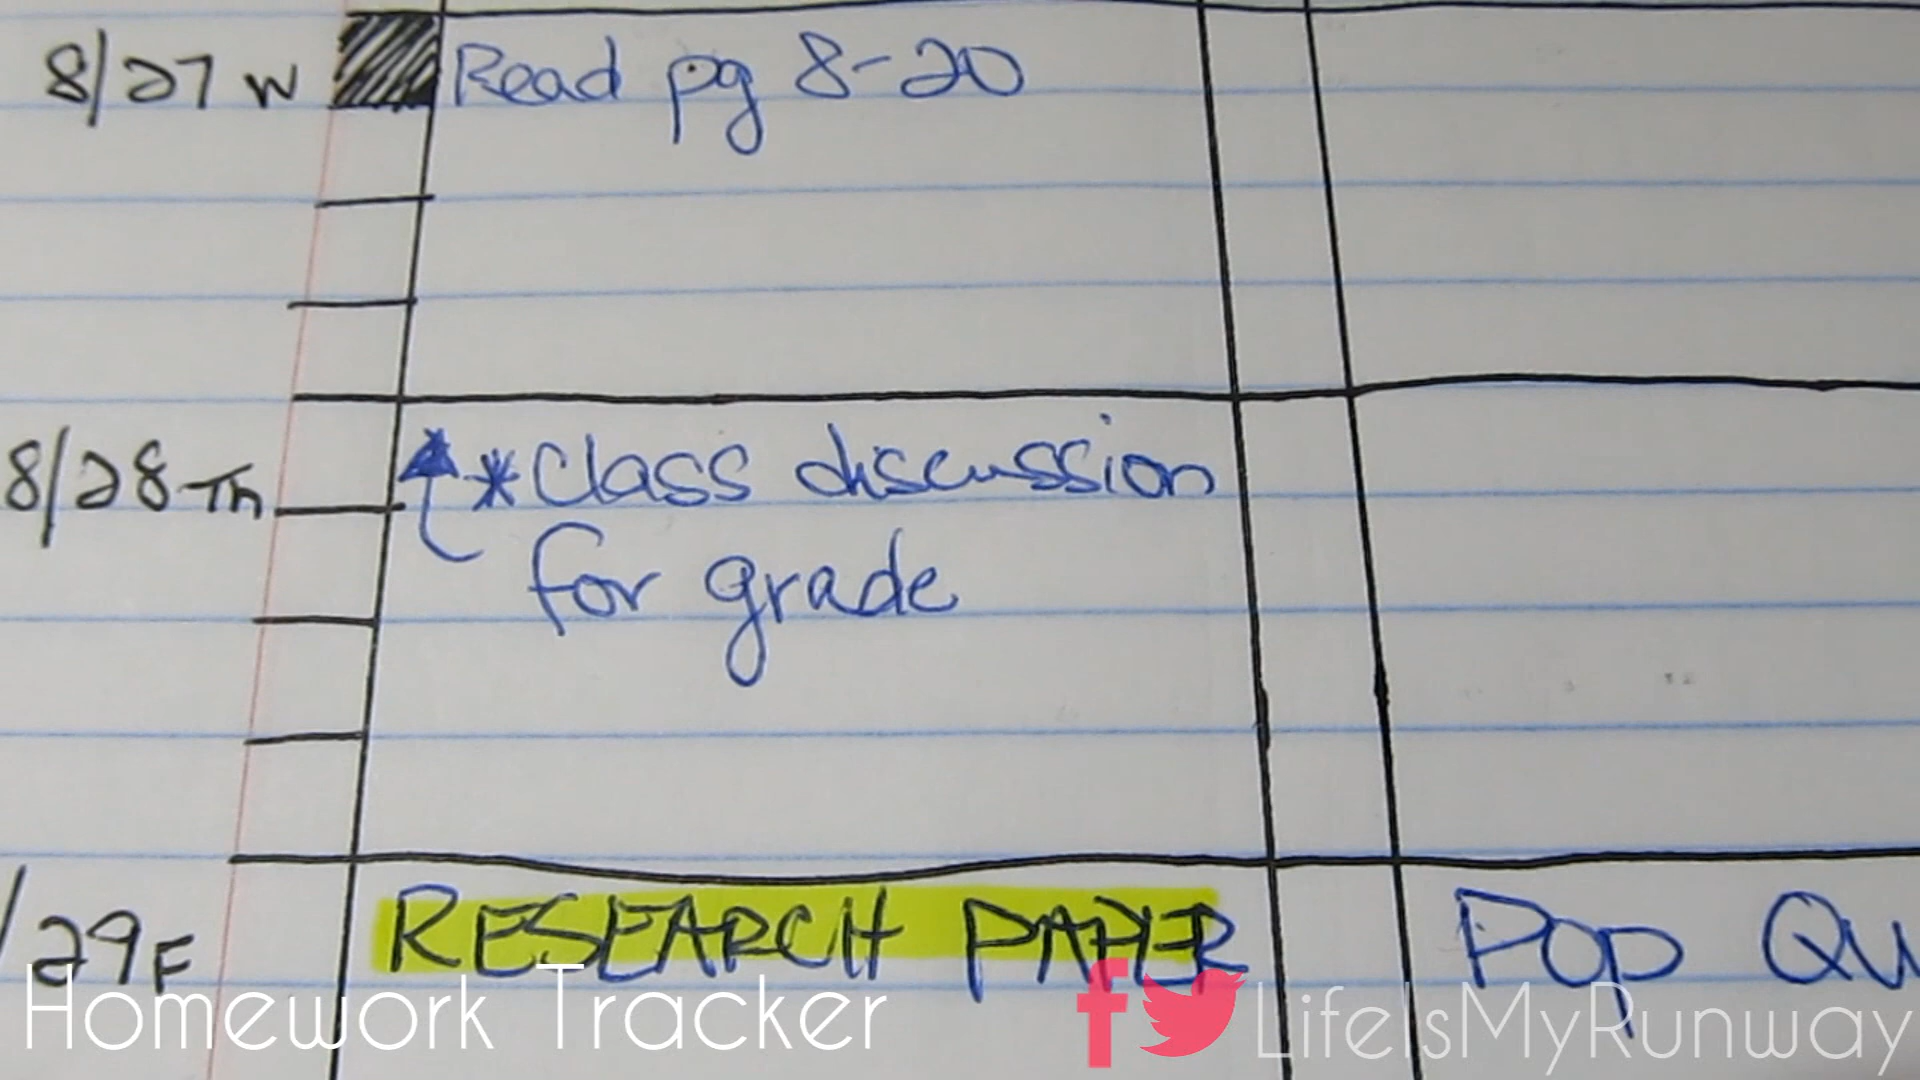 8/27 W Read pg 8-20
8/28 Th *Class discussion
for grade
/29 F RESEARCH PAPER Pop Qu
Homework Tracker
LifeIsMyRunway